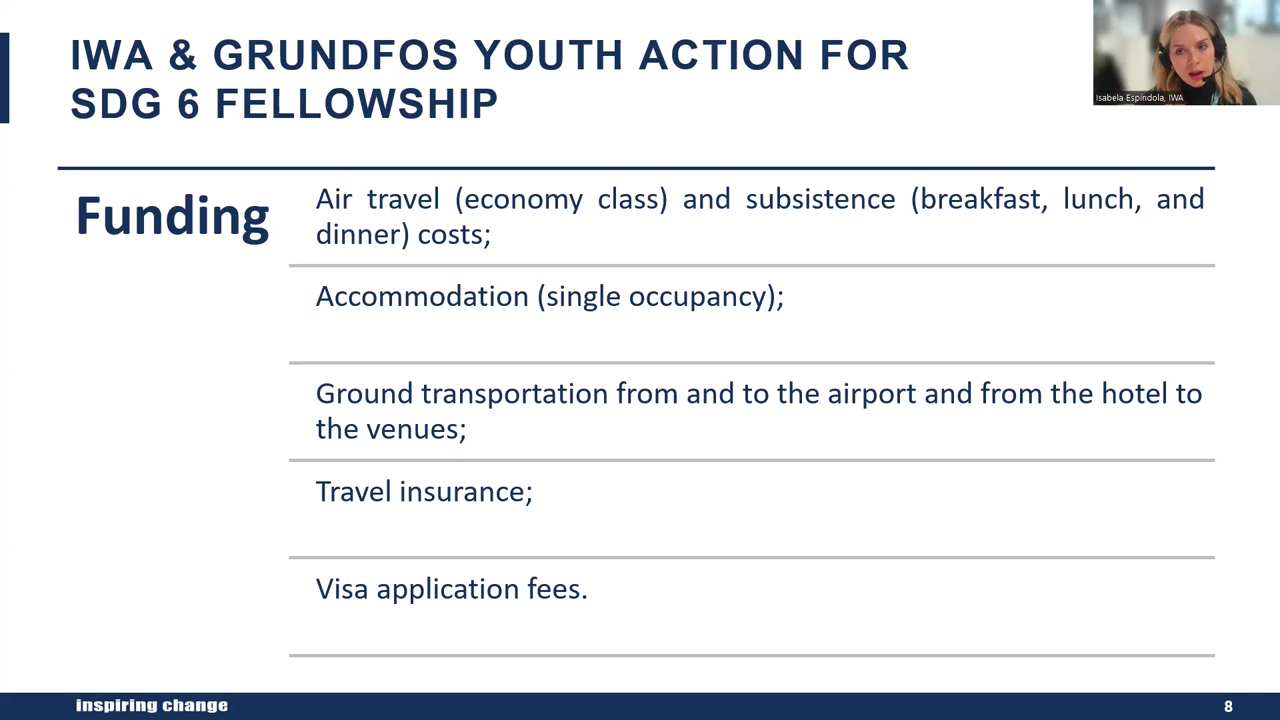 IWA & GRUNDFOS YOUTH ACTION FOR
SDG 6 FELLOWSHIP
Isabela Espindola, IWA
Funding
Air travel (economy class) and subsistence (breakfast, lunch, and
dinner) costs;
Accommodation (single occupancy);
Ground transportation from and to the airport and from the hotel to
the venues;
Travel insurance;
Visa application fees.
inspiring change
8